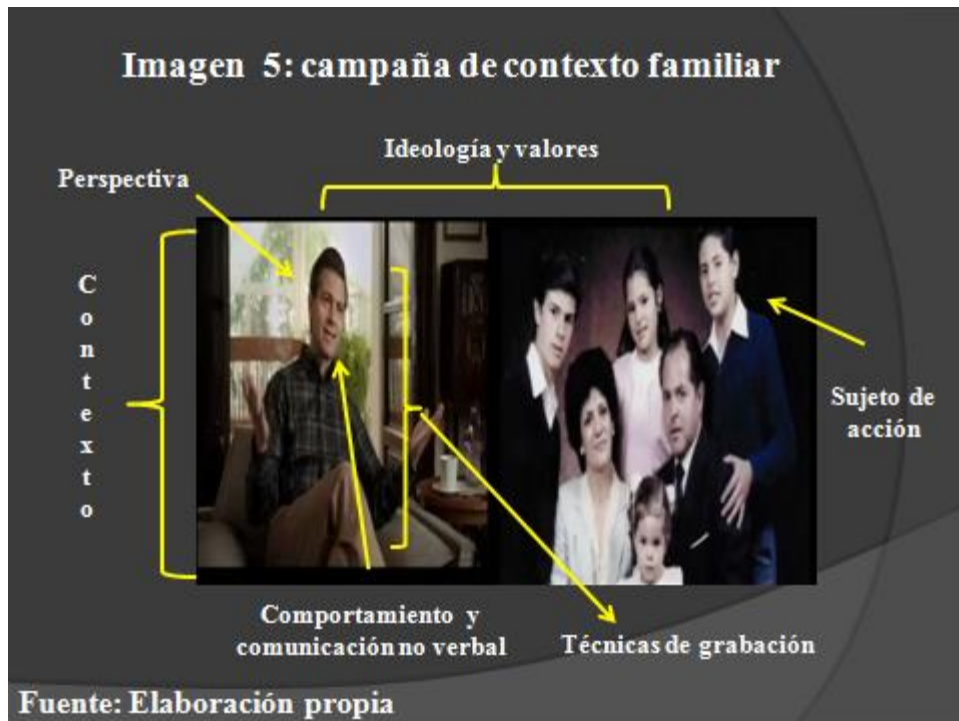 Imagen 5: campaña de contexto familiar
Ideología y valores
Perspectiva
Contexto
Sujeto de
acción
Comportamiento y
comunicación no verbal
Técnicas de grabación
Fuente: Elaboración propia